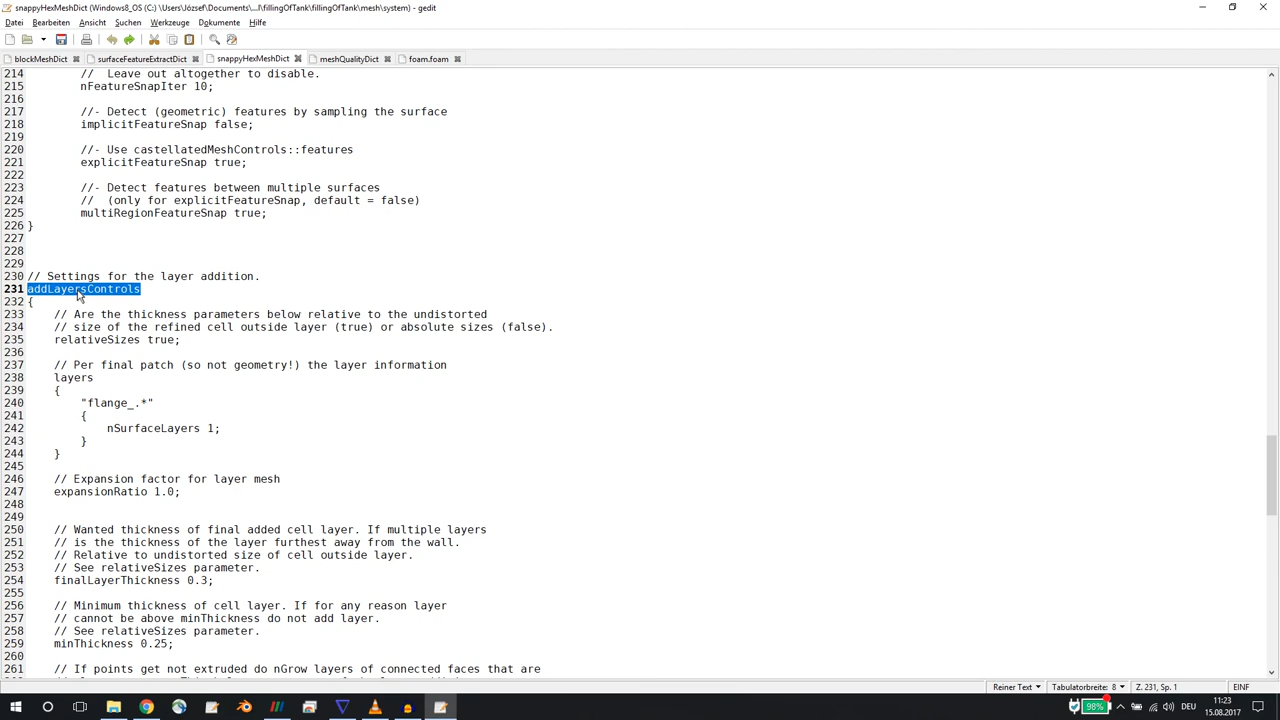 snappyHexMeshDict (Windows8_OS (C:) \Users\József\Documents\...l\fillingOfTank\fillingOfTank\mesh\system) - gedit
Datei Bearbeiten Ansicht Suchen Werkzeuge Dokumente Hilfe
blockMeshDict surfaceFeatureExtractDict snappyHexMeshDict meshQualityDict foam.foam
214 // Leave out altogether to disable.
215 nFeatureSnapIter 10;
216
217 //- Detect (geometric) features by sampling the surface
218 implicitFeatureSnap false;
219
220 //- Use castellatedMeshControls::features
221 explicitFeatureSnap true;
222
223 //- Detect features between multiple surfaces
224 // (only for explicitFeatureSnap, default = false)
225 multiRegionFeatureSnap true;
226 }
227
228
229
230 // Settings for the layer addition.
231 addLayersControls
232 {
233 // Are the thickness parameters below relative to the undistorted
234 // size of the refined cell outside layer (true) or absolute sizes (false).
235 relativeSizes true;
236
237 // Per final patch (so not geometry!) the layer information
238 layers
239 {
240 "flange_.*"
241 {
242 nSurfaceLayers 1;
243 }
244 }
245
246 // Expansion factor for layer mesh
247 expansionRatio 1.0;
248
249
250 // Wanted thickness of final added cell layer. If multiple layers
251 // is the thickness of the layer furthest away from the wall.
252 // Relative to undistorted size of cell outside layer.
253 // See relativeSizes parameter.
254 finalLayerThickness 0.3;
255
256 // Minimum thickness of cell layer. If for any reason layer
257 // cannot be above minThickness do not add layer.
258 // See relativeSizes parameter.
259 minThickness 0.25;
260
261 // If points get not extruded do nGrow layers of connected faces that are
Reiner Text Tabulatorbreite: 8 Z. 231, Sp. 1 EINF
98% DEU 11:23
15.08.2017